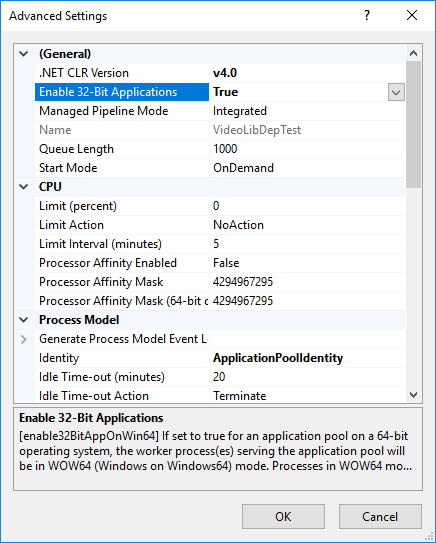 Advanced Settings
(General)
.NET CLR Version v4.0
Enable 32-Bit Applications True
Managed Pipeline Mode Integrated
Name VideoLibDepTest
Queue Length 1000
Start Mode OnDemand
CPU
Limit (percent) 0
Limit Action NoAction
Limit Interval (minutes) 5
Processor Affinity Enabled False
Processor Affinity Mask 4294967295
Processor Affinity Mask (64-bit c 4294967295
Process Model
Generate Process Model Event L
Identity ApplicationPoolIdentity
Idle Time-out (minutes) 20
Idle Time-out Action Terminate
Enable 32-Bit Applications
[enable32BitAppOnWin64] If set to true for an application pool on a 64-bit
operating system, the worker process(es) serving the application pool will
be in WOW64 (Windows on Windows64) mode. Processes in WOW64 mo...
OK Cancel